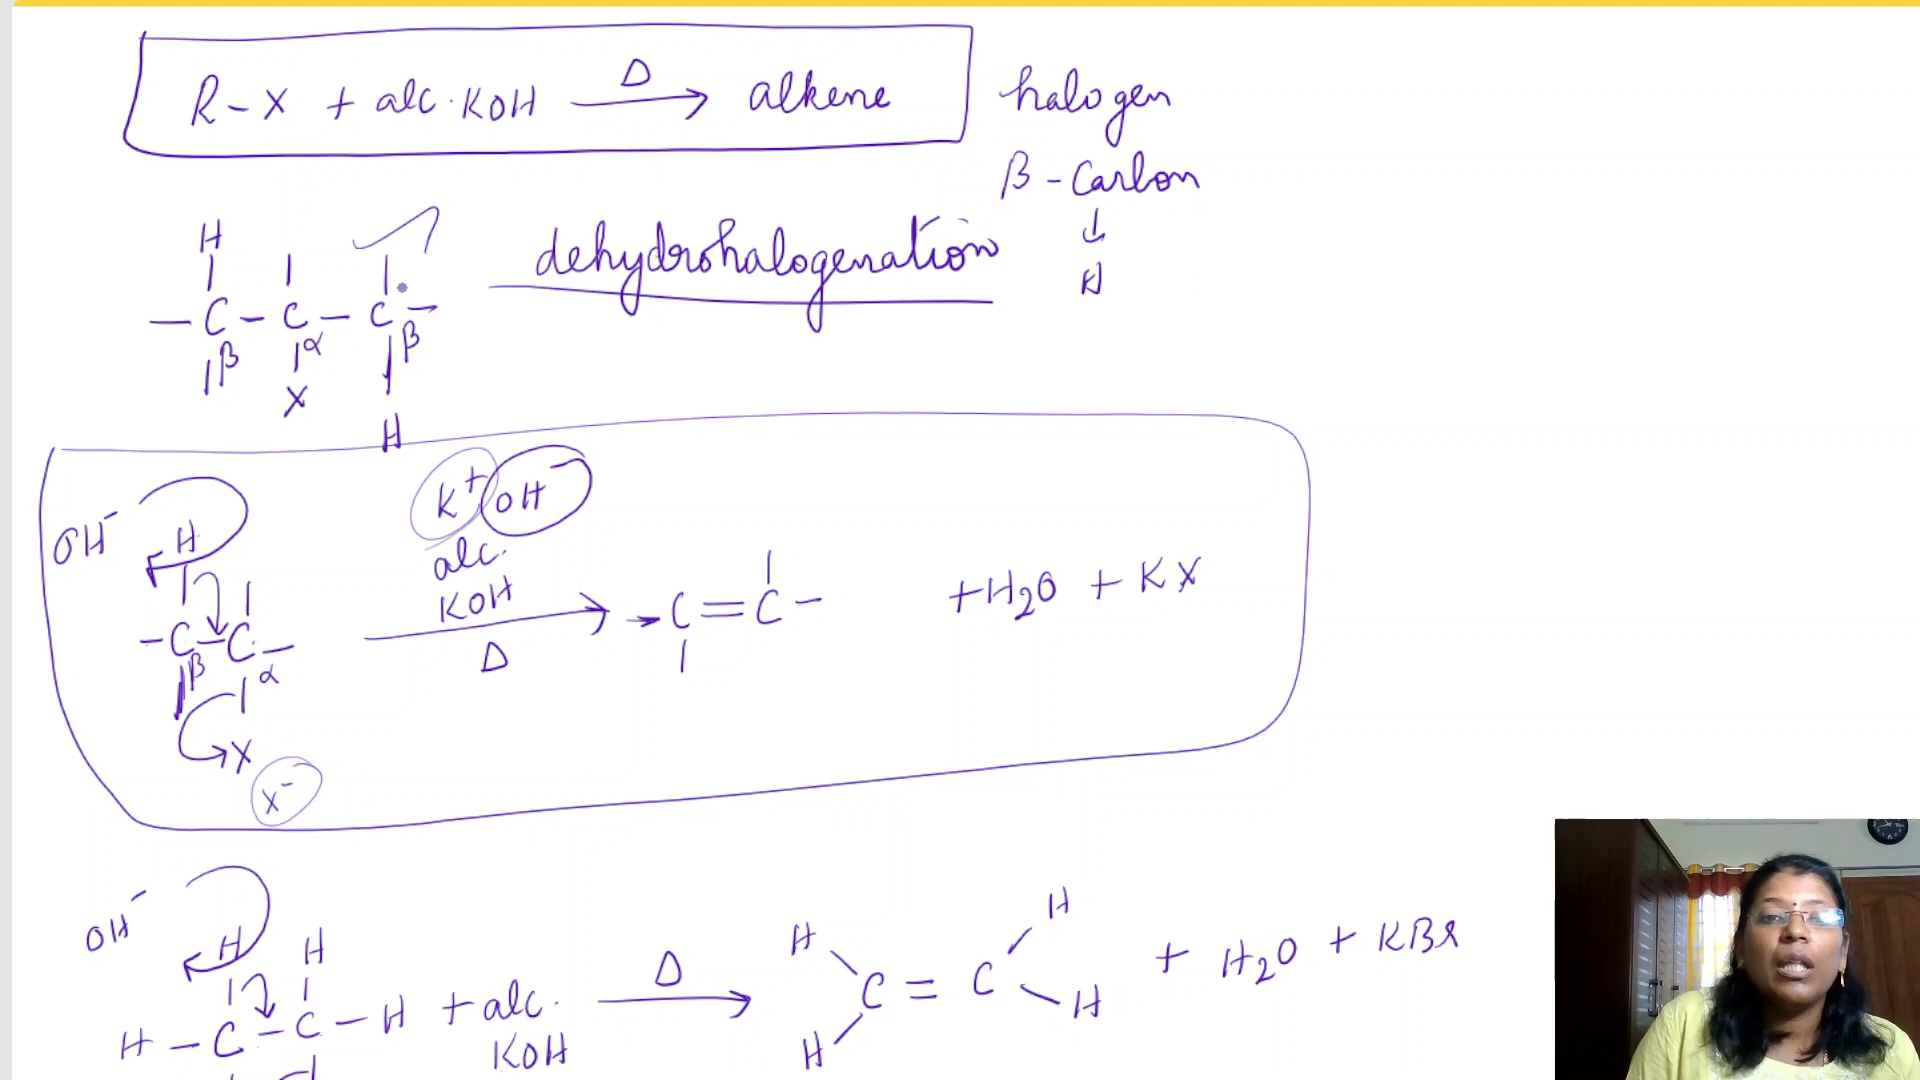 R - X + alc. KOH Δ → alkene
halogen
β - Carbon
↓
H
dehydrohalogenation
H
- C - C - C -
β α β
X
H
K+ OH-
OH-
H
alc.
KOH
Δ
- C - C - → - C = C - + H2O + KX
β α
X
X-
OH-
H H
H - C - C - H + alc. KOH Δ → H H C = C H H + H2O + KBr